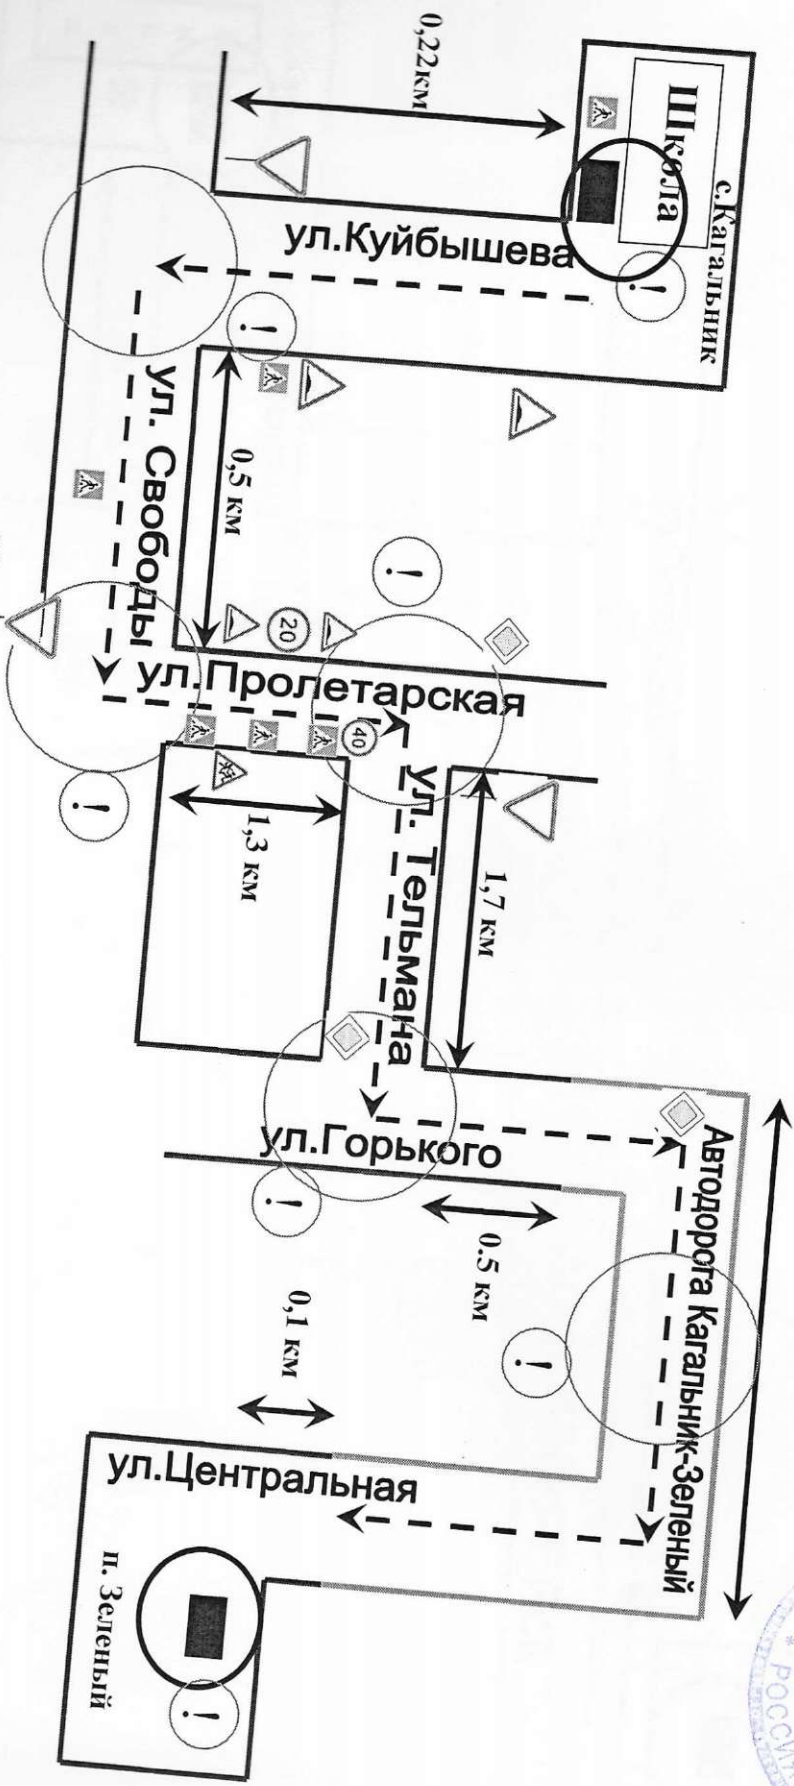 с.Кагальник
Школа
0,22км
ул.Куйбышева
!
!
ул. Свободы
0,5 км
20
!
ул.Пролетарская
40
!
1,3 км
ул. Тельмана
1,7 км
ул.Горького
!
0.5 км
Автодорога Кагальник-Зеленый
!
0,1 км
ул.Центральная
п. Зеленый
!